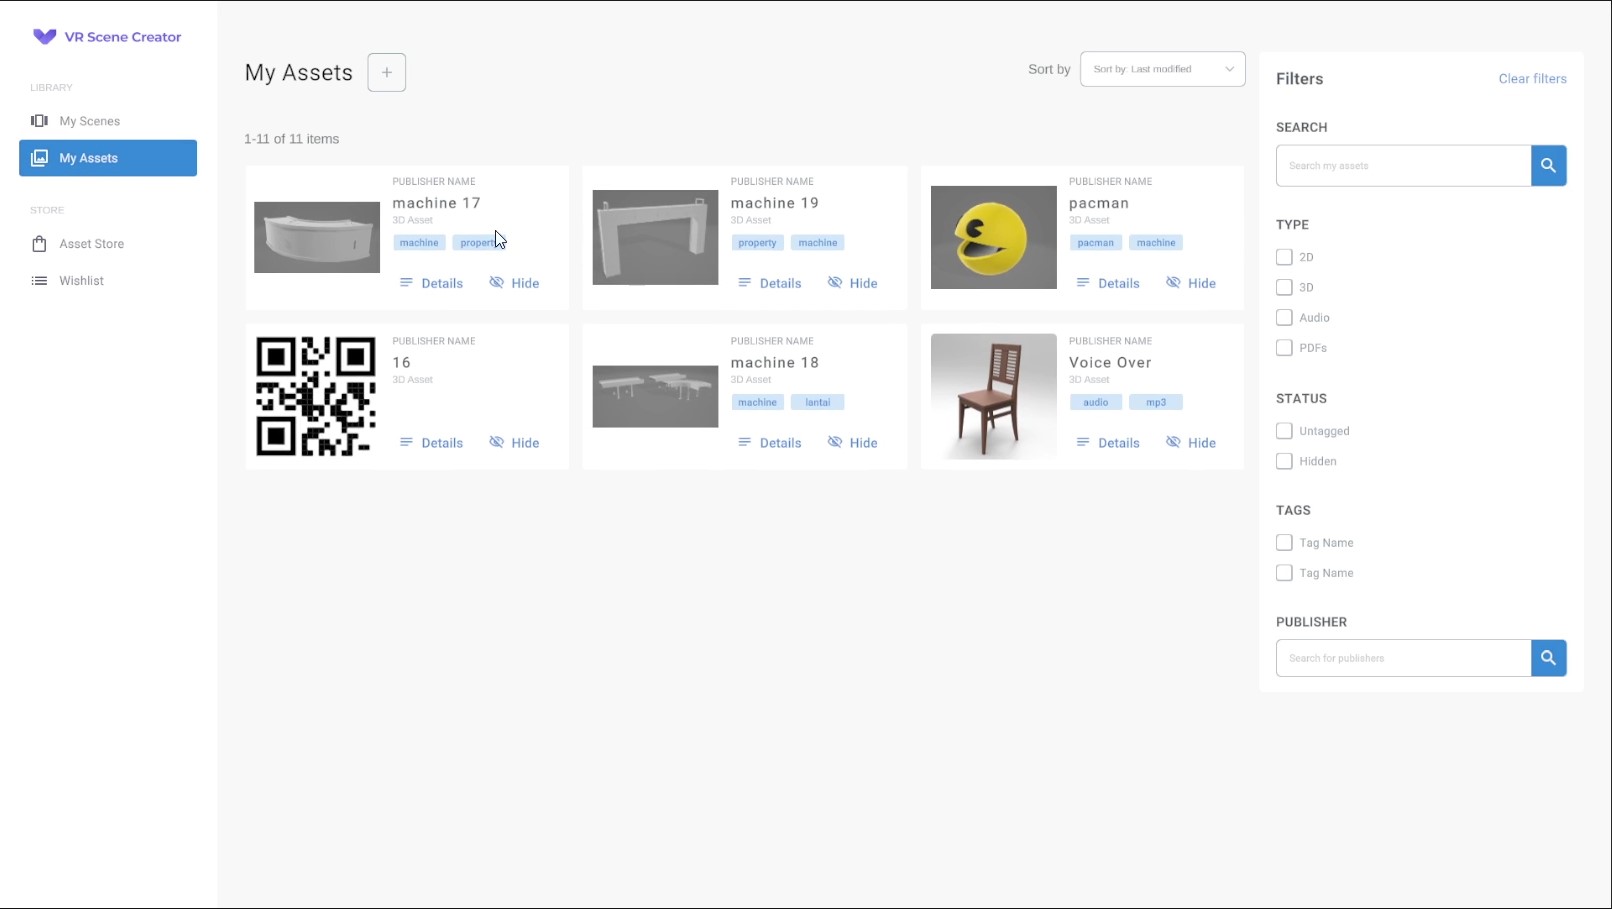 VR Scene Creator
LIBRARY
My Scenes
My Assets
STORE
Asset Store
Wishlist
My Assets
Sort by
Sort by: Last modified
1-11 of 11 items
PUBLISHER NAME
machine 17
3D Asset
machine
Details
Hide
PUBLISHER NAME
machine 19
3D Asset
property
machine
Details
Hide
PUBLISHER NAME
pacman
3D Asset
pacman
machine
Details
Hide
PUBLISHER NAME
16
3D Asset
Details
Hide
PUBLISHER NAME
machine 18
3D Asset
machine
lantai
Details
Hide
PUBLISHER NAME
Voice Over
3D Asset
audio
mp3
Details
Hide
Filters
Clear filters
SEARCH
Search my assets
TYPE
2D
3D
Audio
PDFs
STATUS
Untagged
Hidden
TAGS
Tag Name
Tag Name
PUBLISHER
Search for publishers